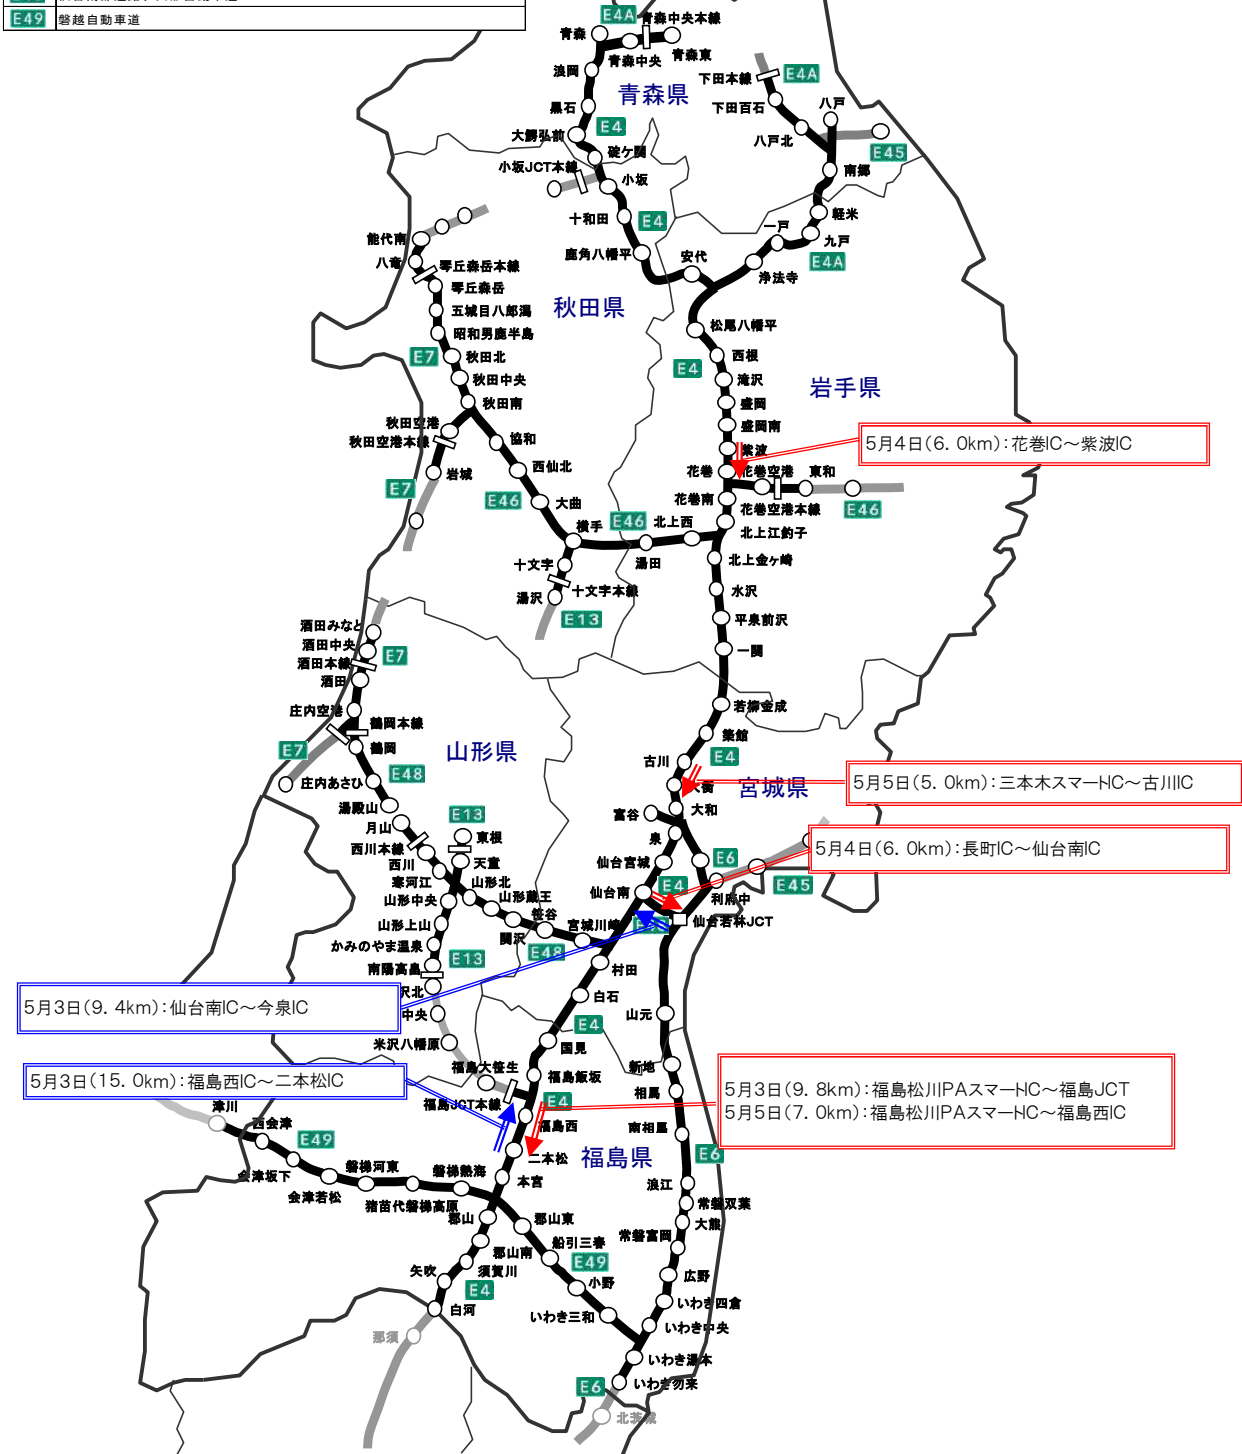 E49 磐越自動車道
E4A
青森中央本線
青森
青森中央
青森東
浪岡
黒石
青森県
E4
大鰐弘前
碇ケ関
小坂JCT本線
小坂
十和田
E4
鹿角八幡平
下田本線
E4A
下田百石
八戸
八戸北
E45
南郷
軽米
一戸
九戸
E4A
浄法寺
安代
松尾八幡平
西根
E4
滝沢
盛岡
盛岡南
紫波
花巻
花巻空港
東和
花巻南
花巻空港本線
E46
北上江釣子
北上西
北上金ヶ崎
水沢
平泉前沢
一関
岩手県
5月4日(6.0km):花巻IC~紫波IC
能代南
八竜
琴丘森岳本線
琴丘森岳
五城目八郎潟
昭和男鹿半島
秋田県
E7
秋田北
秋田中央
秋田南
秋田空港
秋田空港本線
岩城
E7
協和
西仙北
E46
大曲
横手
E46
湯田
十文字
十文字本線
湯沢
E13
酒田みなと
酒田中央
酒田本線
E7
酒田
庄内空港
鶴岡本線
E7
鶴岡
庄内あさひ
E48
湯殿山
月山
西川本線
西川
寒河江
山形県
E13
東根
天童
山形北
山形中央
山形蔵王
山形上山
関沢
笹谷
宮城川崎
E48
かみのやま温泉
南陽高畠
E13
沢北
中央
米沢八幡原
若柳金成
築館
E4
古川
宮城県
大和
富谷
泉
仙台宮城
E6
仙台南
E4
利府中
E45
仙台若林JCT
5月5日(5.0km):三本木スマートIC~古川IC
5月4日(6.0km):長町IC~仙台南IC
村田
白石
E4
国見
山元
新地
福島大笹生
福島飯坂
福島JCT本線
E4
福島西
相馬
南相馬
E6
5月3日(9.4km):仙台南IC~今泉IC
5月3日(15.0km):福島西IC~二本松IC
5月3日(9.8km):福島松川PAスマートIC~福島JCT
5月5日(7.0km):福島松川PAスマートIC~福島西IC
津川
西会津
E49
会津坂下
会津若松
磐梯河東
猪苗代磐梯高原
磐梯熱海
二本松
福島県
本宮
郡山
郡山東
郡山南
船引三春
E49
須賀川
小野
矢吹
E4
白河
いわき三和
那須
浪江
常磐双葉
大熊
常磐富岡
広野
いわき四倉
いわき中央
いわき湯本
いわき勿来
E6
北茨城